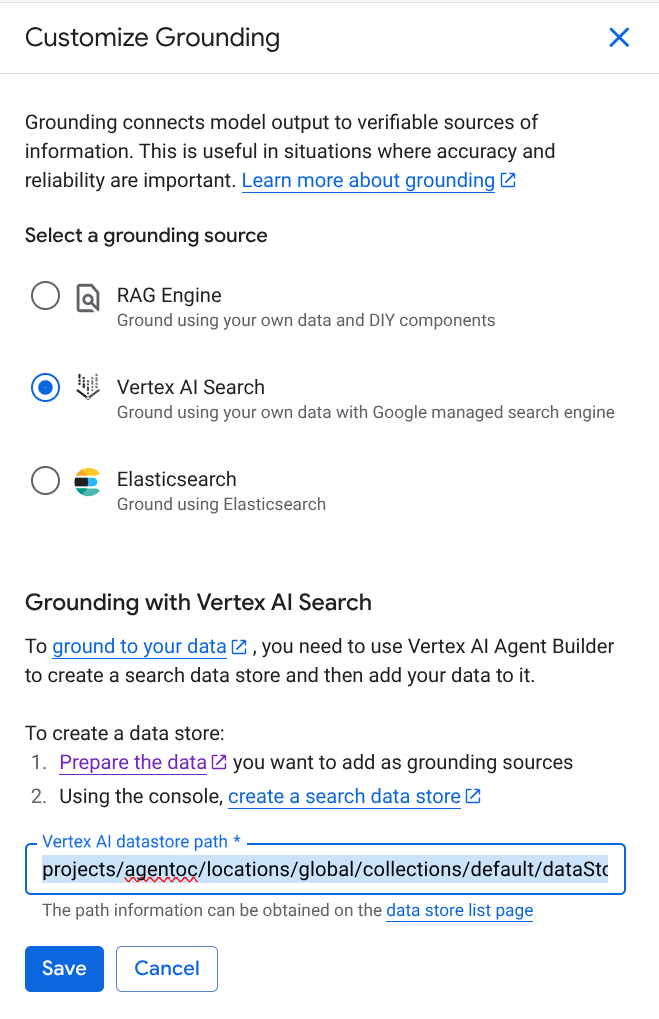 Customize Grounding
Grounding connects model output to verifiable sources of
information. This is useful in situations where accuracy and
reliability are important. Learn more about grounding
Select a grounding source
RAG Engine
Ground using your own data and DIY components
Vertex AI Search
Ground using your own data with Google managed search engine
Elasticsearch
Ground using Elasticsearch
Grounding with Vertex AI Search
To ground to your data , you need to use Vertex AI Agent Builder
to create a search data store and then add your data to it.
To create a data store:
1. Prepare the data you want to add as grounding sources
2. Using the console, create a search data store
Vertex AI datastore path *
projects/agentoc/locations/global/collections/default/dataSto
The path information can be obtained on the data store list page
Save Cancel